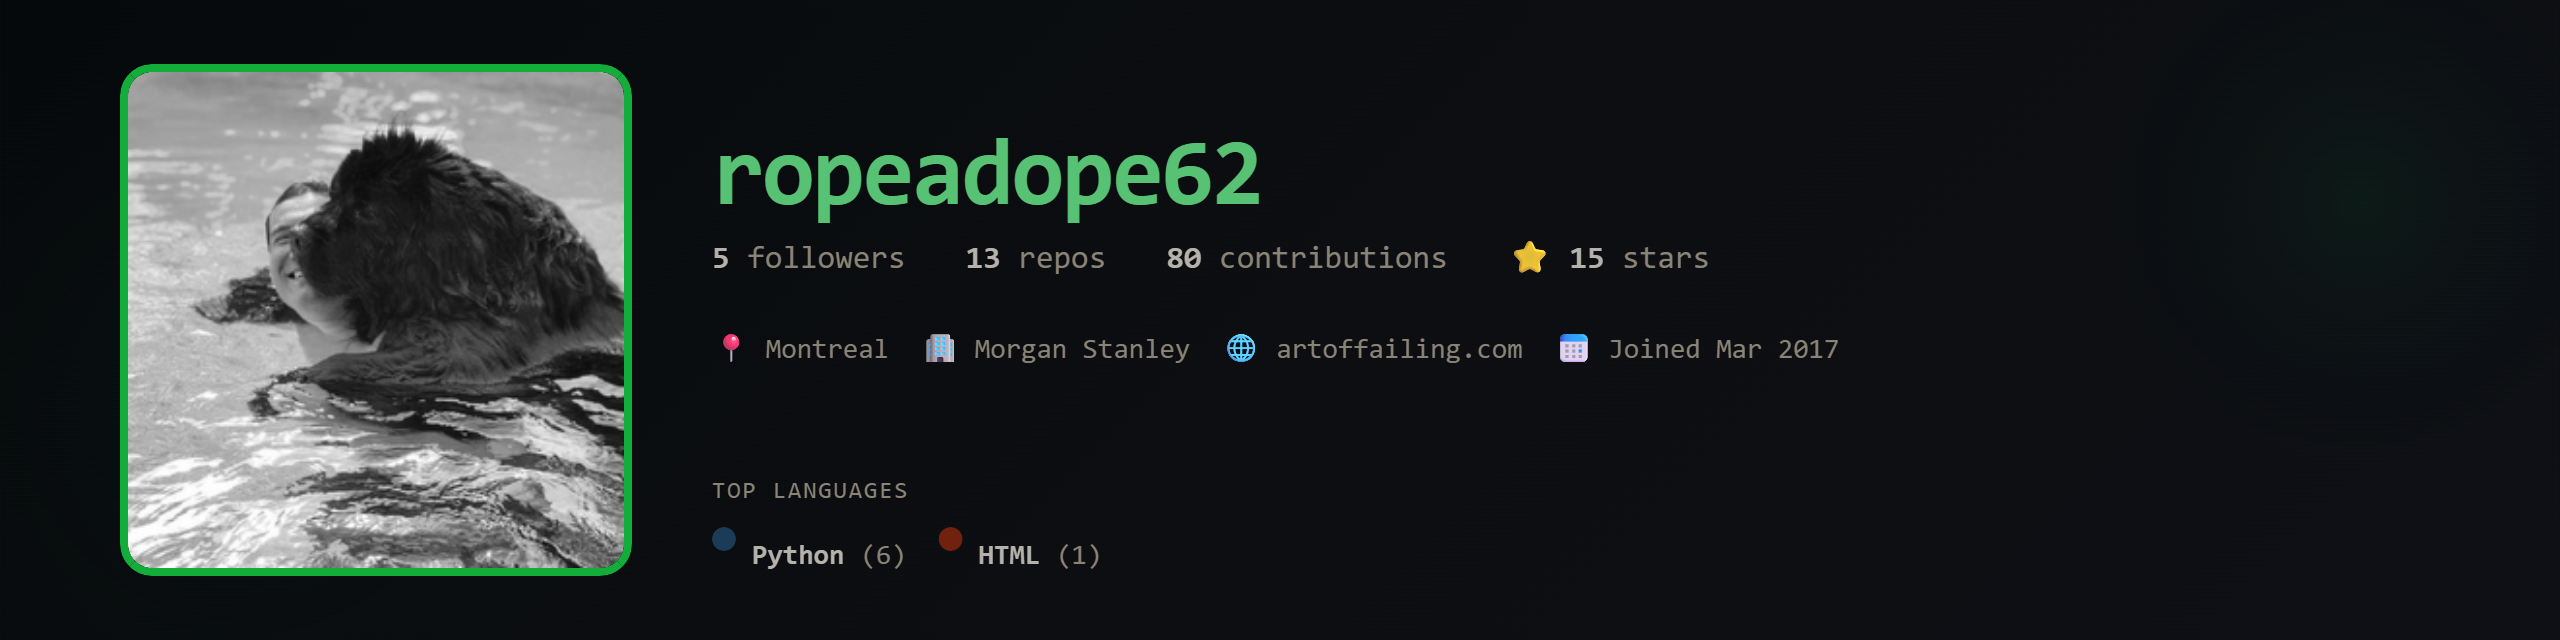 ropeadope62
5 followers 13 repos 80 contributions ⭐ 15 stars
📍 Montreal 🏢 Morgan Stanley 🌐 artoffailing.com 📅 Joined Mar 2017
TOP LANGUAGES
Python (6) HTML (1)